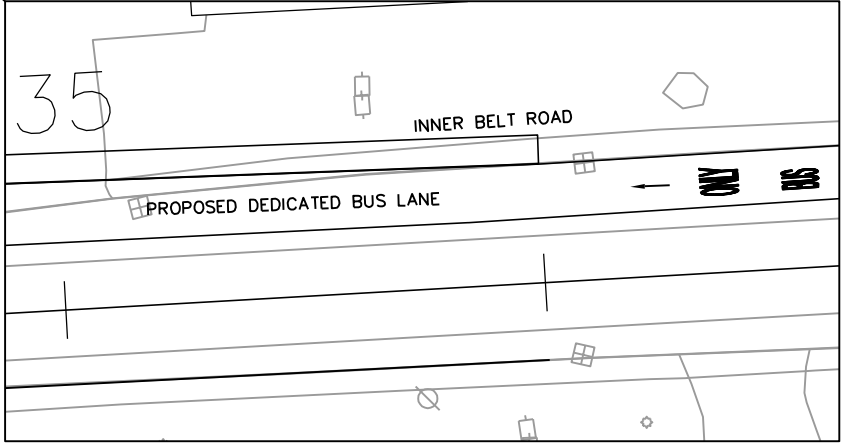 35
INNER BELT ROAD
PROPOSED DEDICATED BUS LANE
ONLY
BUS